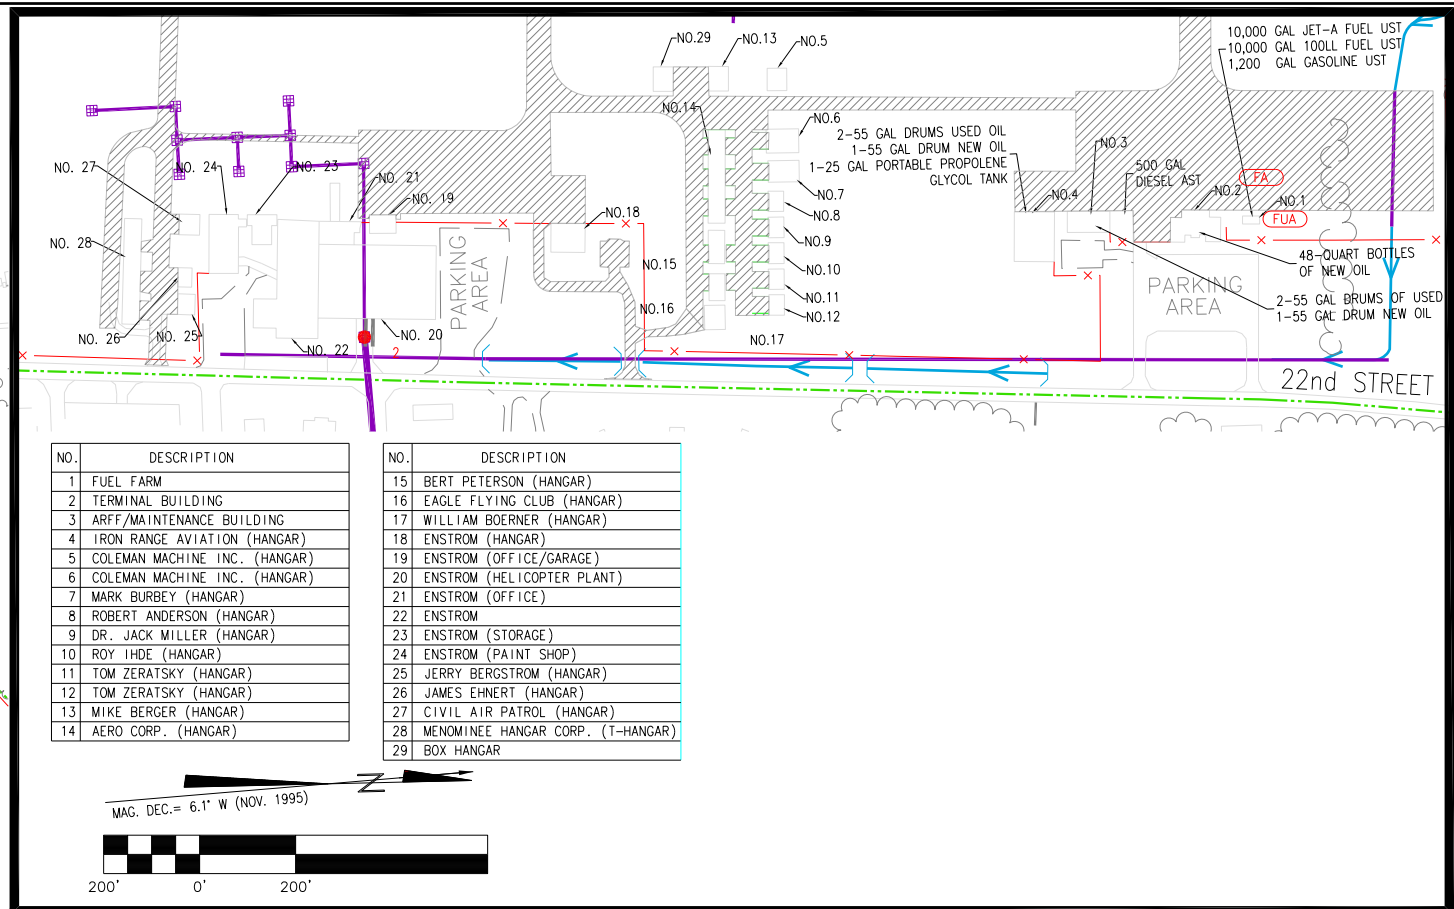 10,000 GAL JET-A FUEL UST
10,000 GAL 100LL FUEL UST
1,200 GAL GASOLINE UST
NO.29
NO.13
NO.5
NO.14
NO.6
2-55 GAL DRUMS USED OIL
1-55 GAL DRUM NEW OIL
1-25 GAL PORTABLE PROPOLENE
GLYCOL TANK
NO.3
500 GAL
DIESEL AST
FA
NO. 27
NO. 24
NO. 23
NO. 21
NO. 19
NO.7
NO.4
NO.2
NO.1
FUA
NO.18
NO.8
NO. 28
NO.9
PARKING
AREA
NO.15
NO.10
48-QUART BOTTLES
OF NEW OIL
PARKING
AREA
NO.16
NO.11
NO.12
2-55 GAL DRUMS OF USED
1-55 GAL DRUM NEW OIL
NO. 26
NO. 25
NO. 22
NO. 20
2
NO.17
22nd STREET
NO. DESCRIPTION
1 FUEL FARM
2 TERMINAL BUILDING
3 ARFF/MAINTENANCE BUILDING
4 IRON RANGE AVIATION (HANGAR)
5 COLEMAN MACHINE INC. (HANGAR)
6 COLEMAN MACHINE INC. (HANGAR)
7 MARK BURBEY (HANGAR)
8 ROBERT ANDERSON (HANGAR)
9 DR. JACK MILLER (HANGAR)
10 ROY IHDE (HANGAR)
11 TOM ZERATSKY (HANGAR)
12 TOM ZERATSKY (HANGAR)
13 MIKE BERGER (HANGAR)
14 AERO CORP. (HANGAR)
NO. DESCRIPTION
15 BERT PETERSON (HANGAR)
16 EAGLE FLYING CLUB (HANGAR)
17 WILLIAM BOERNER (HANGAR)
18 ENSTROM (HANGAR)
19 ENSTROM (OFFICE/GARAGE)
20 ENSTROM (HELICOPTER PLANT)
21 ENSTROM (OFFICE)
22 ENSTROM
23 ENSTROM (STORAGE)
24 ENSTROM (PAINT SHOP)
25 JERRY BERGSTROM (HANGAR)
26 JAMES EHNERT (HANGAR)
27 CIVIL AIR PATROL (HANGAR)
28 MENOMINEE HANGAR CORP. (T-HANGAR)
29 BOX HANGAR
N
MAG. DEC.= 6.1° W (NOV. 1995)
200' 0' 200'